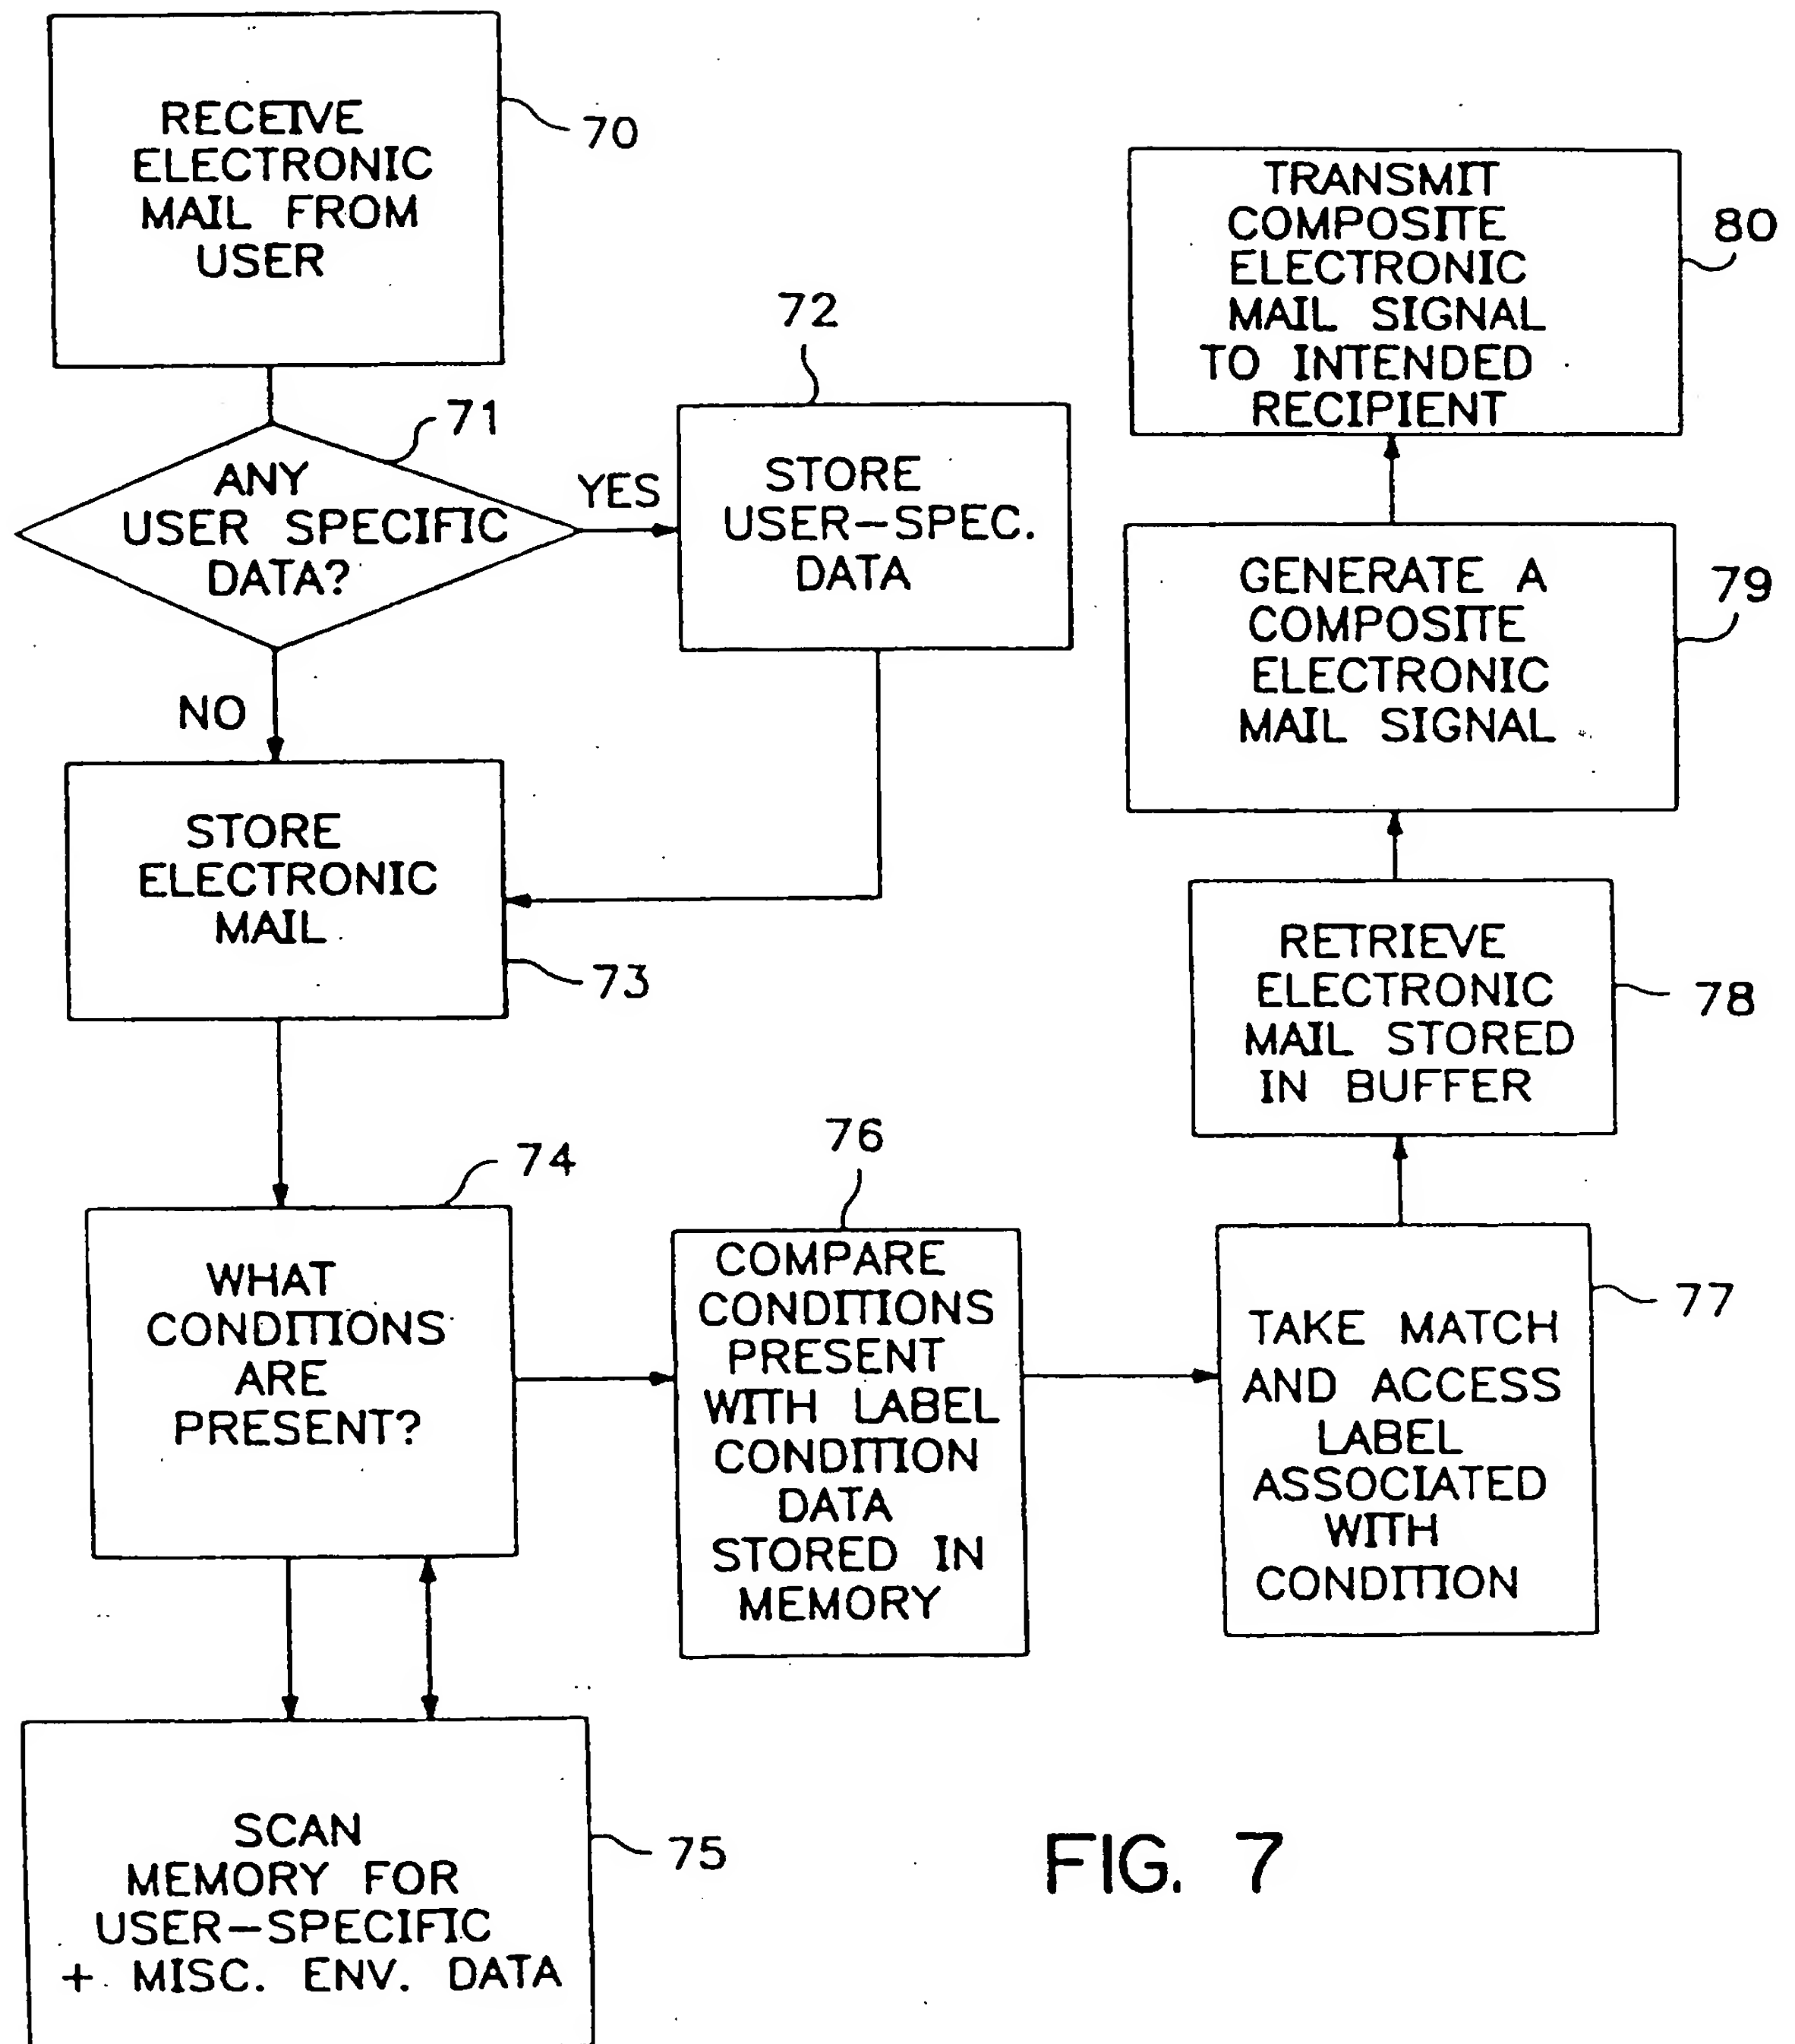 RECEIVE
ELECTRONIC
MAIL FROM
USER
70
71
ANY
USER SPECIFIC
DATA?
YES
NO
72
STORE
USER-SPEC.
DATA
STORE
ELECTRONIC
MAIL
73
74
WHAT
CONDITIONS
ARE
PRESENT?
SCAN
MEMORY FOR
USER-SPECIFIC
+ MISC. ENV. DATA
75
76
COMPARE
CONDITIONS
PRESENT
WITH LABEL
CONDITION
DATA
STORED IN
MEMORY
TAKE MATCH
AND ACCESS
LABEL
ASSOCIATED
WITH
CONDITION
77
RETRIEVE
ELECTRONIC
MAIL STORED
IN BUFFER
78
GENERATE A
COMPOSITE
ELECTRONIC
MAIL SIGNAL
79
TRANSMIT
COMPOSITE
ELECTRONIC
MAIL SIGNAL
TO INTENDED
RECIPIENT
80
FIG. 7